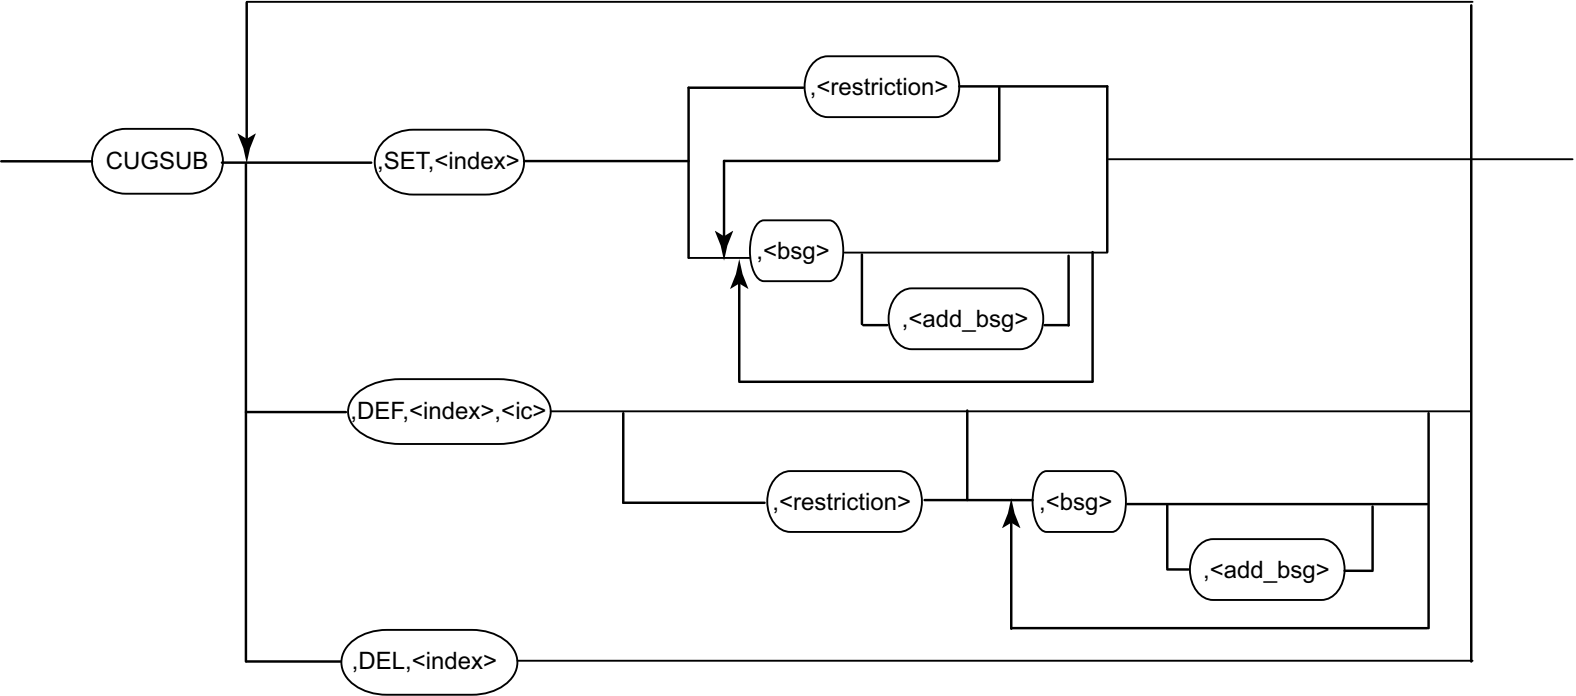 ,<restriction>
CUGSUB
,SET,<index>
,<bsg>
,<add_bsg>
,DEF,<index>,<ic>
,<restriction>
,<bsg>
,<add_bsg>
,DEL,<index>